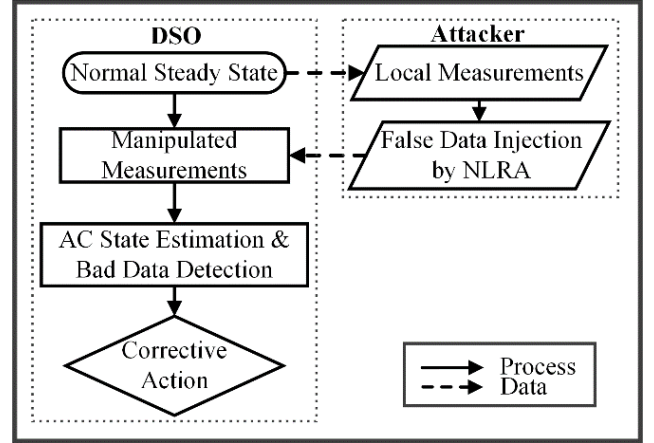 DSO
Normal Steady State
Manipulated
Measurements
AC State Estimation &
Bad Data Detection
Corrective
Action
Attacker
Local Measurements
False Data Injection
by NLRA
Process
Data